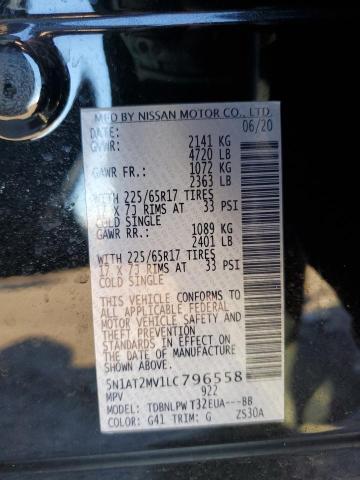 MFD BY NISSAN MOTOR CO., LTD.
DATE: 06/20
GVWR: 2141 KG
4720 LB
GAWR FR.: 1072 KG
2363 LB
WITH 225/65R17 TIRES
17 X 7J RIMS AT 33 PSI
COLD SINGLE
GAWR RR.: 1089 KG
2401 LB
WITH 225/65R17 TIRES
17 X 7J RIMS AT 33 PSI
COLD SINGLE
THIS VEHICLE CONFORMS TO
ALL APPLICABLE FEDERAL
MOTOR VEHICLE SAFETY
STANDARDS IN EFFECT ON
THE DATE OF MANUFACTURE
SHOWN ABOVE.
5N1AT2MV1LC796558
MPV 922
MODEL: TDBNLPW T32EUA---BB
COLOR: G41 TRIM: G ZS30A